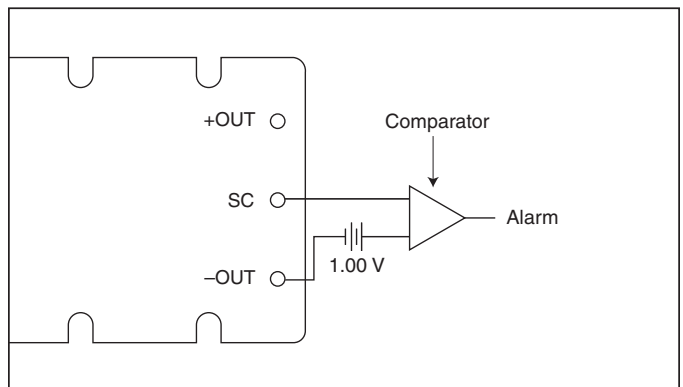 +OUT
Comparator
SC
Alarm
1.00 V
–OUT